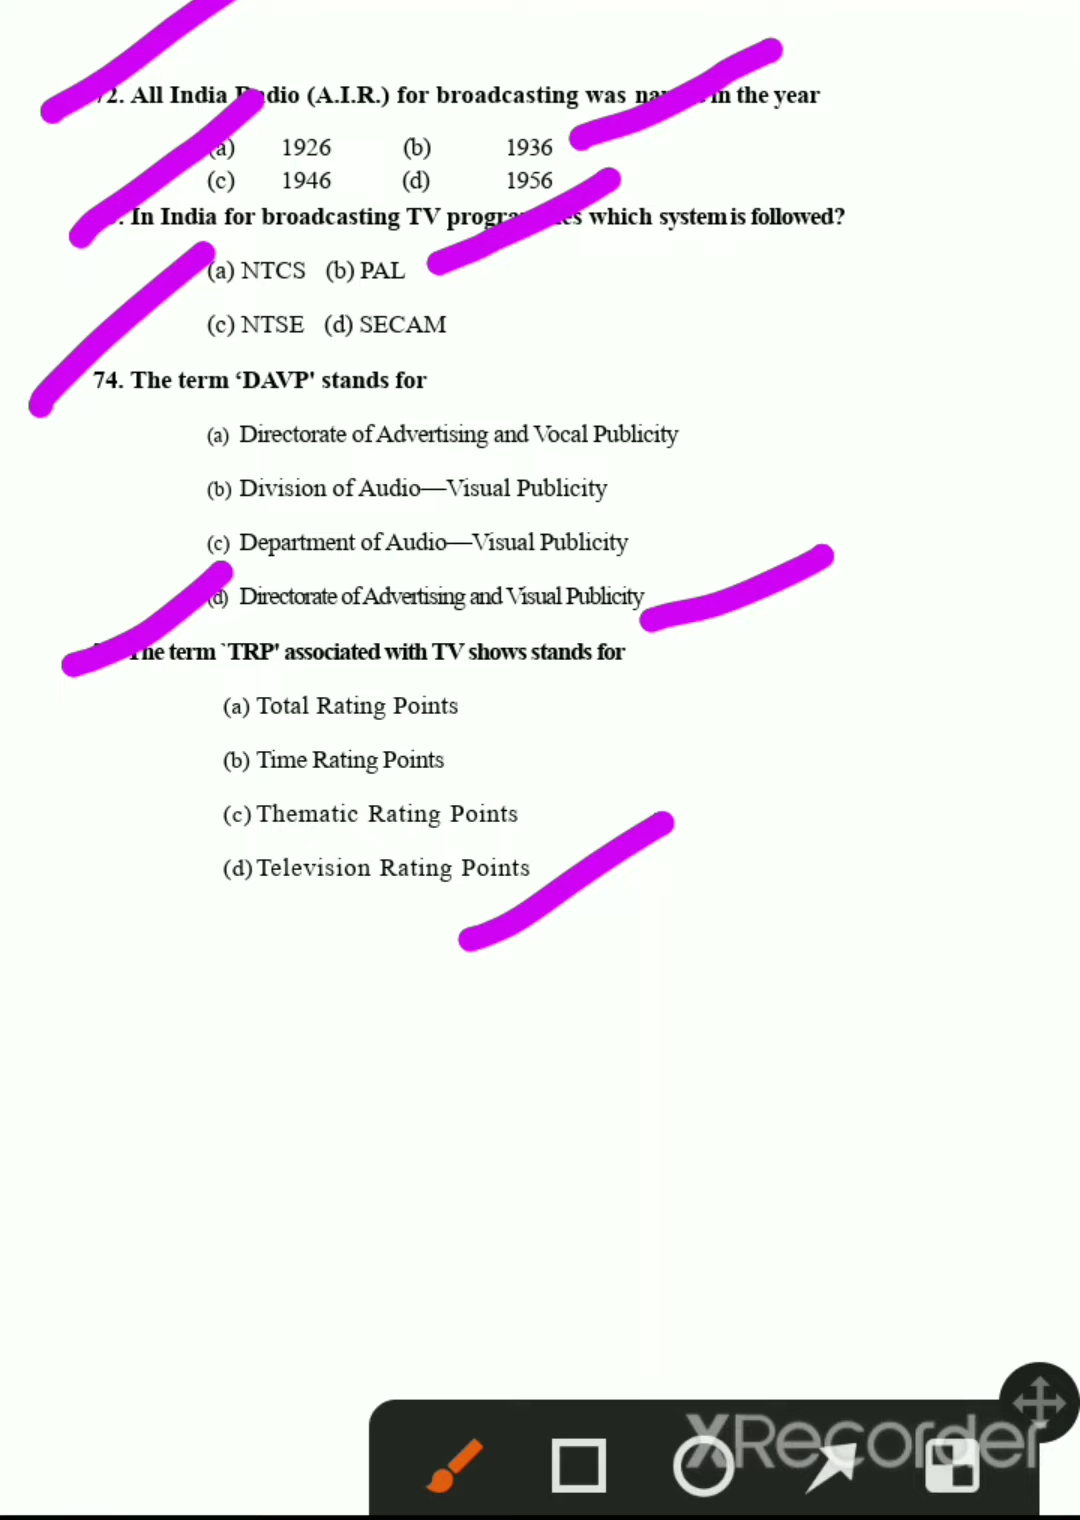 2. All India dio (A.I.R.) for broadcasting was in the year
(a) 1926 (b) 1936
(c) 1946 (d) 1956
. In India for broadcasting TV which system is followed?
(a) NTCS (b) PAL
(c) NTSE (d) SECAM
74. The term ‘DAVP' stands for
(a) Directorate of Advertising and Vocal Publicity
(b) Division of Audio—Visual Publicity
(c) Department of Audio—Visual Publicity
(d) Directorate of Advertising and Visual Publicity
The term `TRP' associated with TV shows stands for
(a) Total Rating Points
(b) Time Rating Points
(c) Thematic Rating Points
(d) Television Rating Points
XRecorder